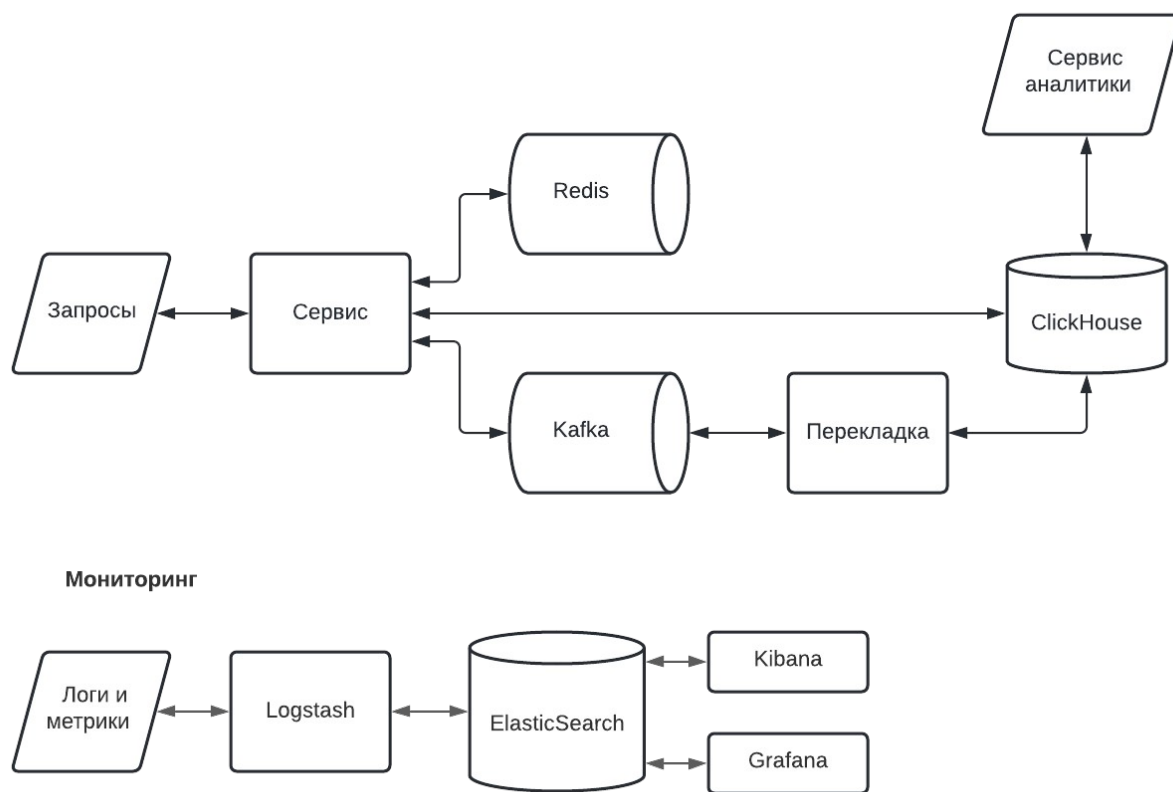 Сервис
аналитики
Redis
Запросы
Сервис
ClickHouse
Kafka
Перекладка
Мониторинг
Логи и
метрики
Logstash
ElasticSearch
Kibana
Grafana